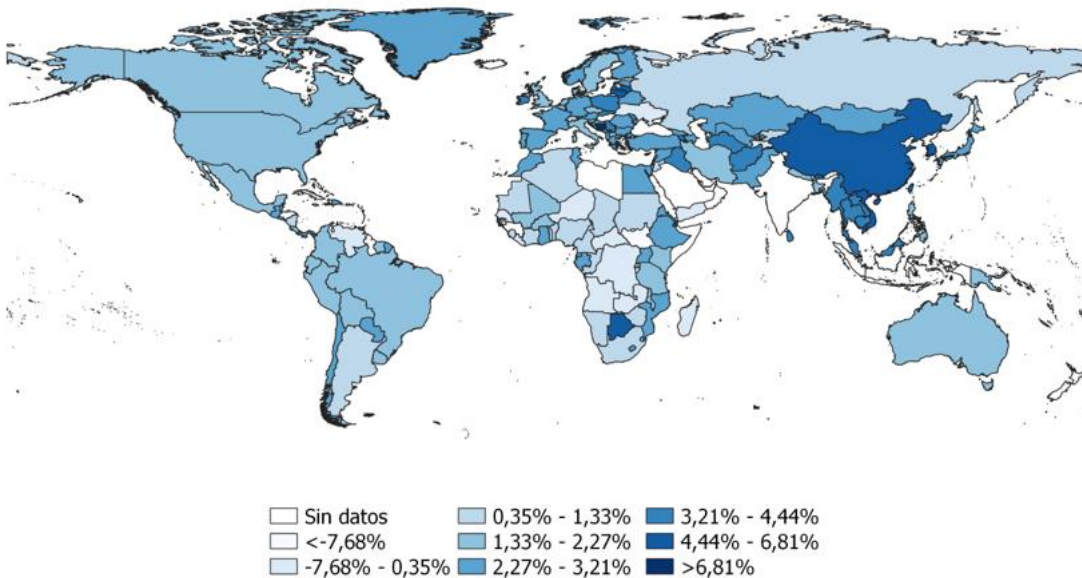 Sin datos
<-7,68%
-7,68% - 0,35%
0,35% - 1,33%
1,33% - 2,27%
2,27% - 3,21%
3,21% - 4,44%
4,44% - 6,81%
>6,81%